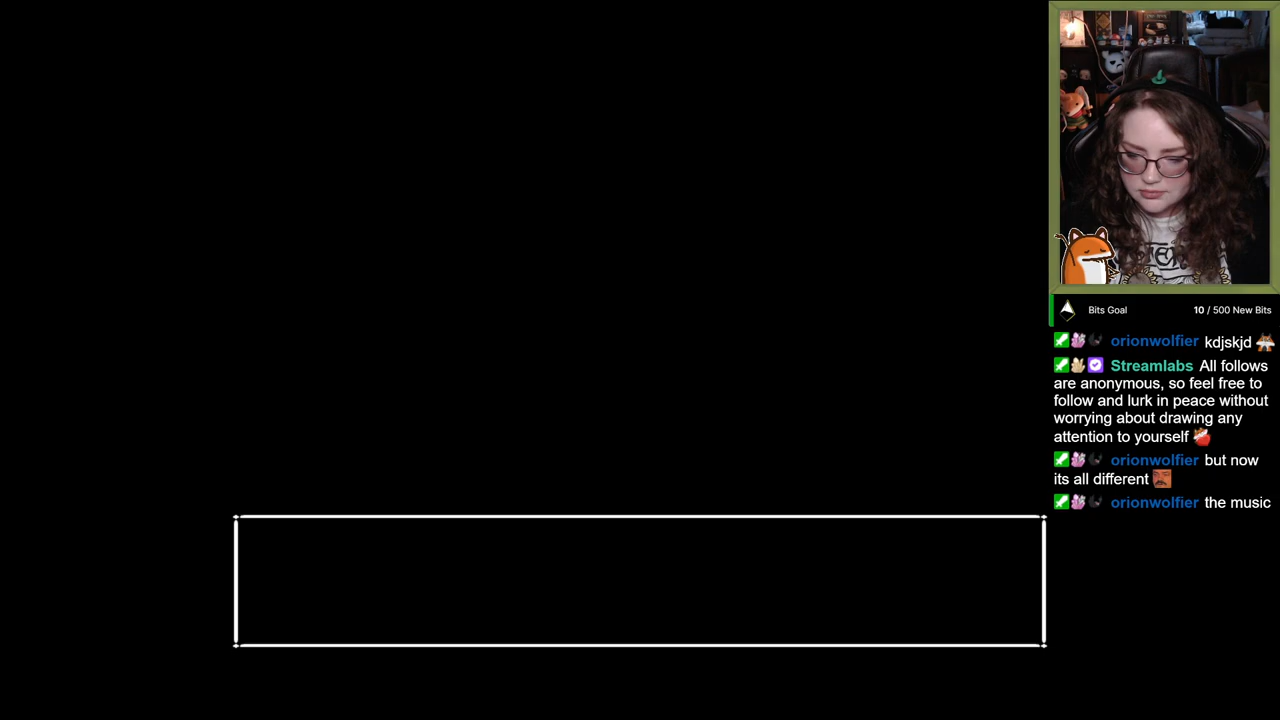 Bits Goal 10 / 500 New Bits
orionwolfier kdjskjd
Streamlabs All follows
are anonymous, so feel free to
follow and lurk in peace without
worrying about drawing any
attention to yourself
orionwolfier but now
its all different
orionwolfier the music